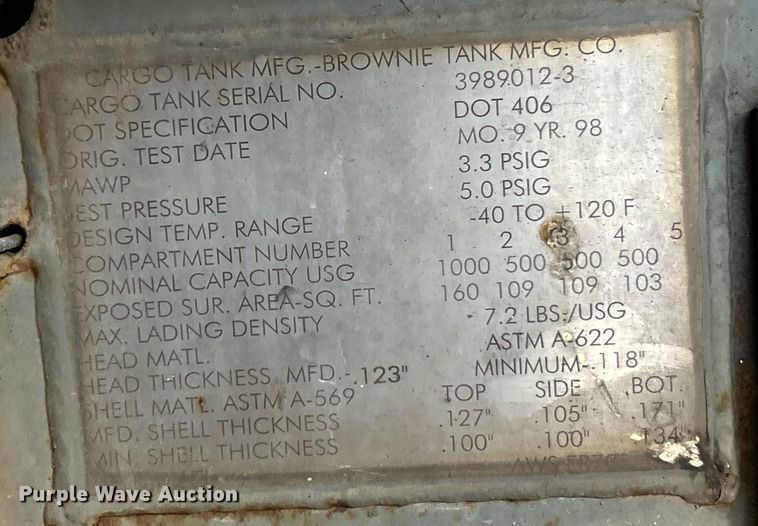 CARGO TANK MFG.-BROWNIE TANK MFG. CO.
CARGO TANK SERIAL NO. 3989012-3
DOT SPECIFICATION DOT 406
ORIG. TEST DATE MO. 9 YR. 98
MAWP 3.3 PSIG
TEST PRESSURE 5.0 PSIG
DESIGN TEMP. RANGE -40 TO +120 F
COMPARTMENT NUMBER 1 2 3 4 5
NOMINAL CAPACITY USG 1000 500 500 500
EXPOSED SUR. AREA-SQ. FT. 160 109 109 103
MAX. LADING DENSITY 7.2 LBS./USG
HEAD MATL. ASTM A-622
HEAD THICKNESS, MFD.-.123" MINIMUM-.118"
SHELL MATL. ASTM A-569 TOP SIDE BOT.
MFD. SHELL THICKNESS .127" .105" .171"
MIN. SHELL THICKNESS .100" .100" .134"
Purple Wave Auction